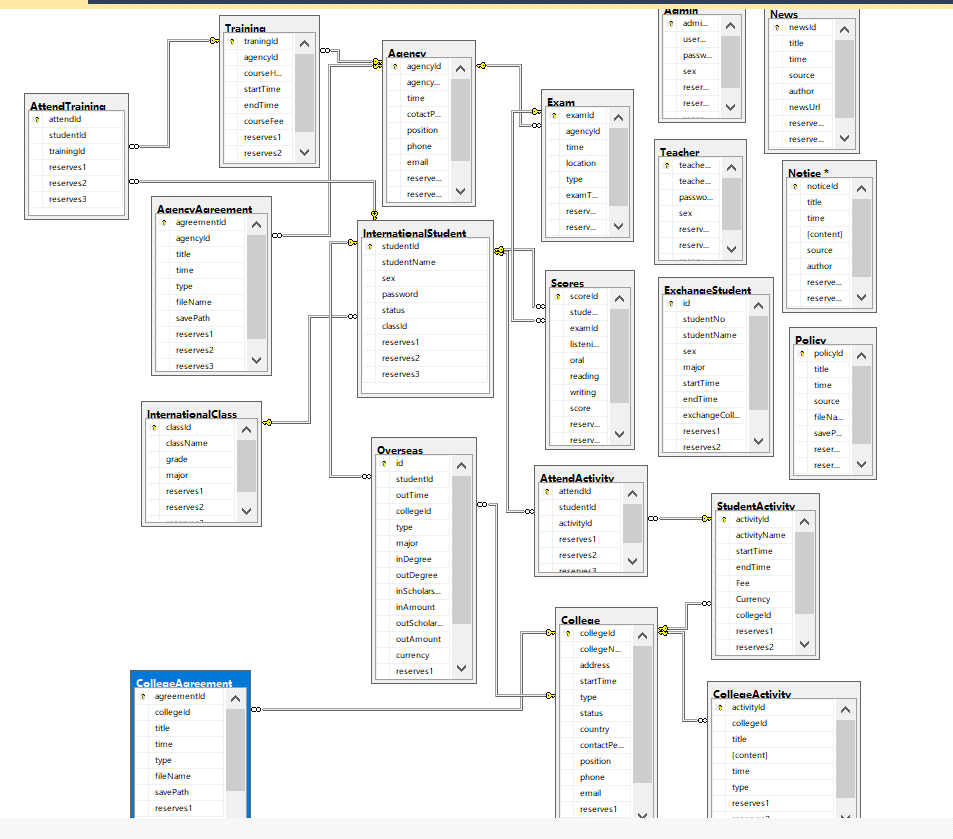 Training
traningId
agencyId
courseH...
startTime
endTime
courseFee
reserves1
reserves2
Agency
agencyId
agency...
time
cotactP...
position
phone
email
reserve...
reserve...
Admin
admi...
user...
passw...
sex
reser...
reser...
News
newsId
title
time
source
author
newsUrl
reserve...
reserve...
AttendTraining
attendId
studentId
trainingId
reserves1
reserves2
reserves3
Exam
examId
agencyId
time
location
type
examT...
reserv...
reserv...
Teacher
teache...
teache...
passwo...
sex
reserv...
reserv...
Notice *
noticeId
title
time
[content]
source
author
reserve...
reserve...
AgencyAgreement
agreementId
agencyId
title
time
type
fileName
savePath
reserves1
reserves2
reserves3
InternationalStudent
studentId
studentName
sex
password
status
classId
reserves1
reserves2
reserves3
Scores
scoreId
stude...
examId
listeni...
oral
reading
writing
score
reserv...
reserv...
ExchangeStudent
id
studentNo
studentName
sex
major
startTime
endTime
exchangeColl...
reserves1
reserves2
Policy
policyId
title
time
source
fileNa...
saveP...
reser...
reser...
InternationalClass
classId
className
grade
major
reserves1
reserves2
Overseas
id
studentId
outTime
collegeId
type
major
inDegree
outDegree
inScholars...
inAmount
outScholar...
outAmount
currency
reserves1
AttendActivity
attendId
studentId
activityId
reserves1
reserves2
reserves3
StudentActivity
activityId
activityName
startTime
endTime
Fee
Currency
collegeId
reserves1
reserves2
College
collegeId
collegeN...
address
startTime
type
status
country
contactPe...
position
phone
email
reserves1
CollegeAgreement
agreementId
collegeId
title
time
type
fileName
savePath
reserves1
CollegeActivity
activityId
collegeId
title
[content]
time
type
reserves1